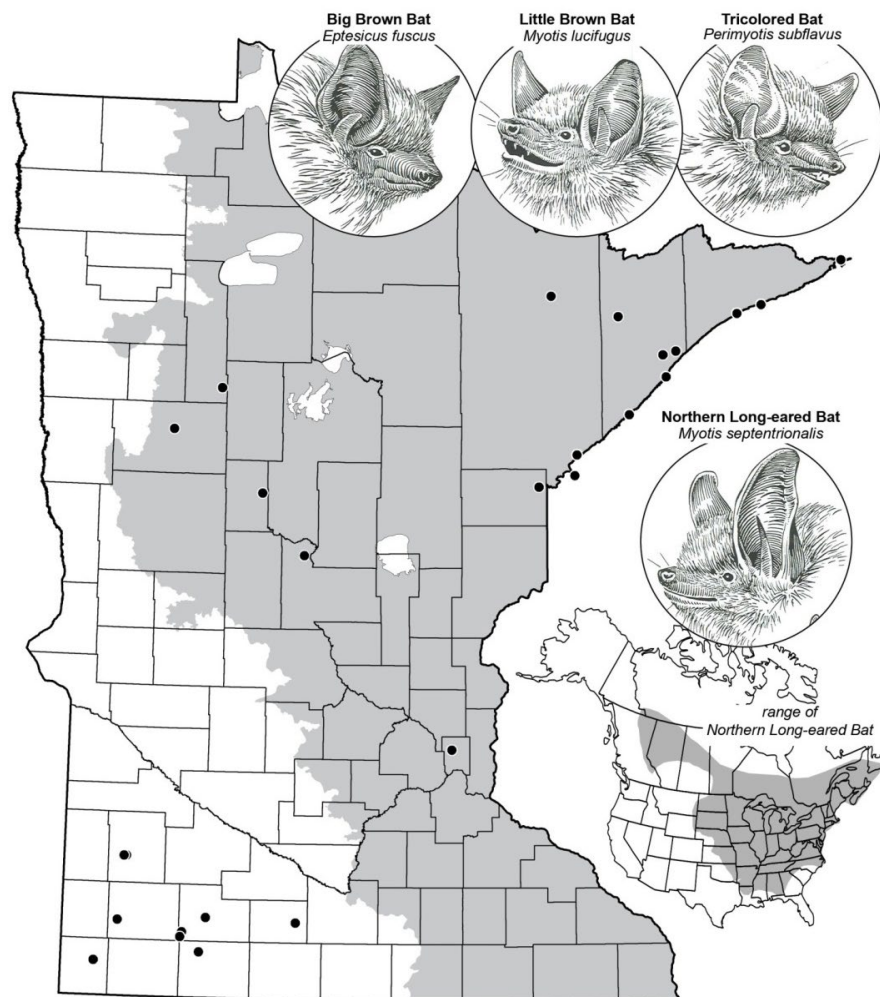 Big Brown Bat
Eptesicus fuscus
Little Brown Bat
Myotis lucifugus
Tricolored Bat
Perimyotis subflavus
Northern Long-eared Bat
Myotis septentrionalis
range of
Northern Long-eared Bat